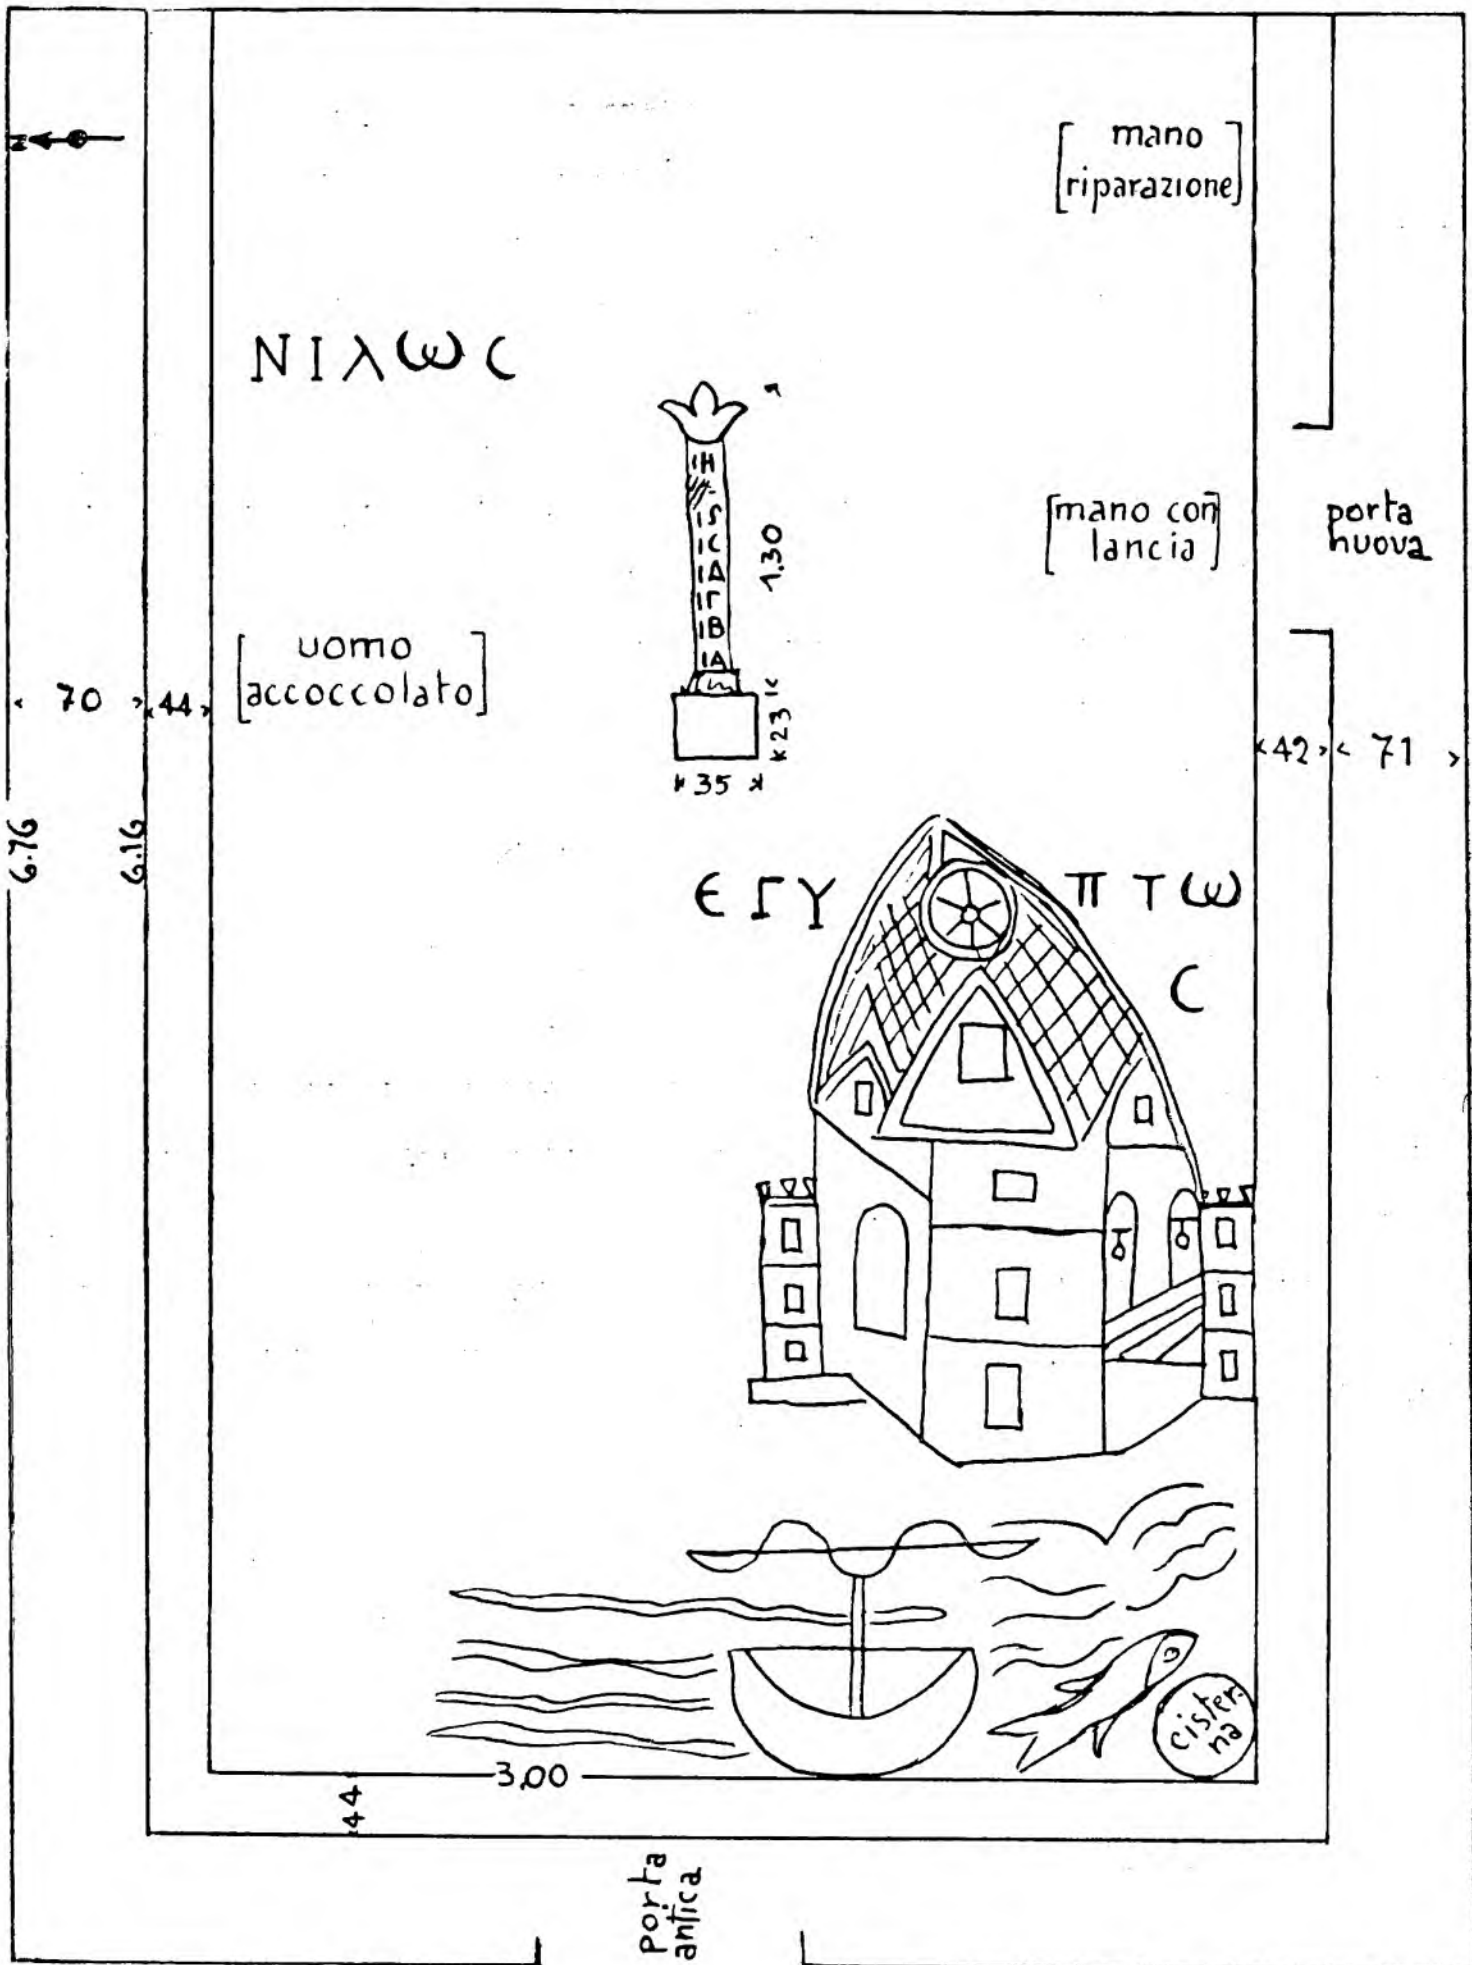 N
[mano
riparazione]
ΝΙλωϹ
ΙΗ
ΙϚ
ΙϹ
ΙΔ
ΙΓ
ΙΒ
ΙΑ
1,30
[mano con
lancia]
porta
nuova
[uomo
accoccolato]
70
44
23
35
42
71
6.76
6.16
ϵΓΥ πτω
Ϲ
cister-
na
3,00
44
porta
antica